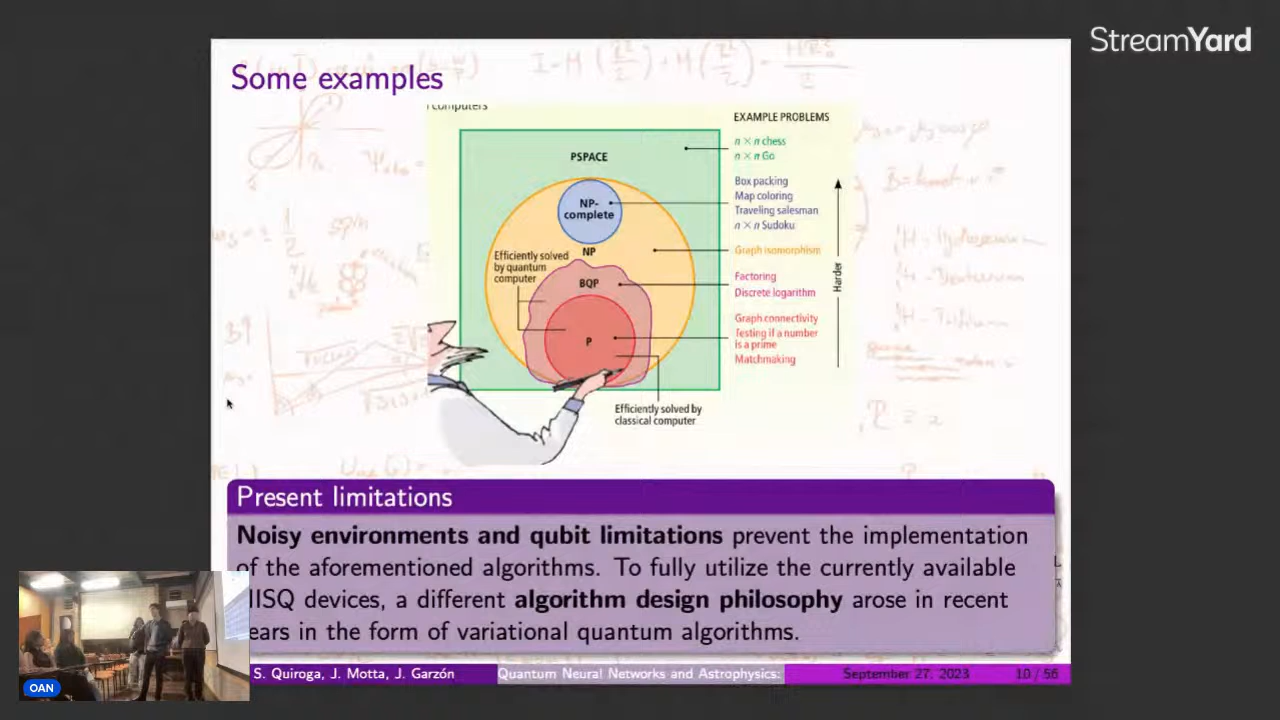 StreamYard
Some examples
computers
EXAMPLE PROBLEMS
n × n chess
n × n Go
PSPACE
Box packing
Map coloring
Traveling salesman
n × n Sudoku
NP-
complete
NP
Graph isomorphism
Efficiently solved
by quantum
computer
BQP
Factoring
Discrete logarithm
Harder
P
Graph connectivity
Testing if a number
is a prime
Matchmaking
Efficiently solved by
classical computer
Present limitations
Noisy environments and qubit limitations prevent the implementation
of the aforementioned algorithms. To fully utilize the currently available
IISQ devices, a different algorithm design philosophy arose in recent
ears in the form of variational quantum algorithms.
OAN
S. Quiroga, J. Motta, J. Garzón
Quantum Neural Networks and Astrophysics:
September 27, 2023
10 / 56